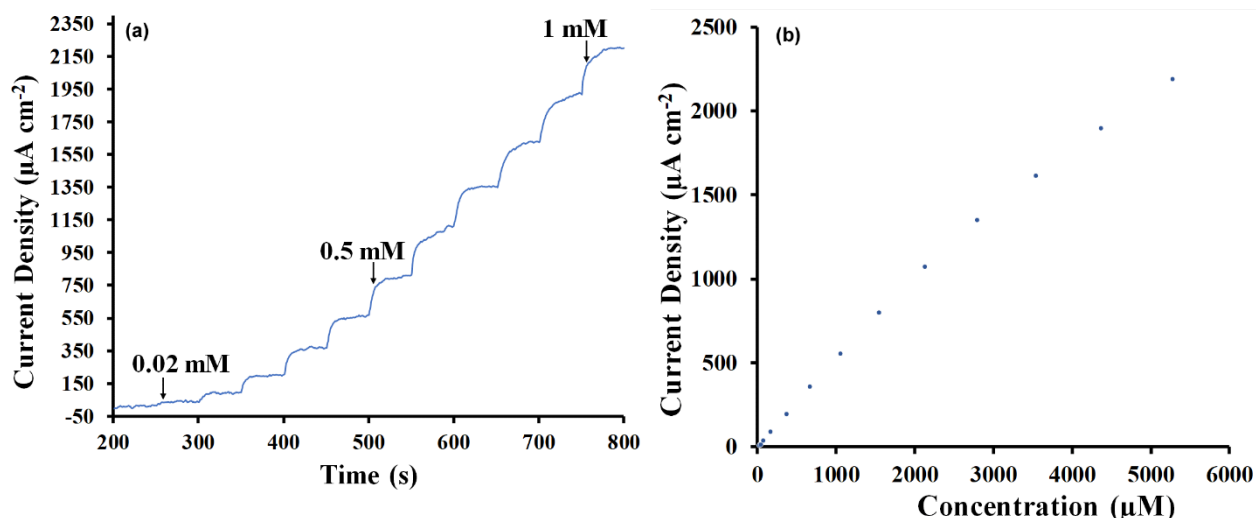 (a)
Current Density (µA cm-2)
2350
2150
1950
1750
1550
1350
1150
950
750
550
350
150
-50
0.02 mM
0.5 mM
1 mM
200 300 400 500 600 700 800
Time (s)
(b)
Current Density (µA cm-2)
2500
2000
1500
1000
500
0
0 1000 2000 3000 4000 5000 6000
Concentration (µM)